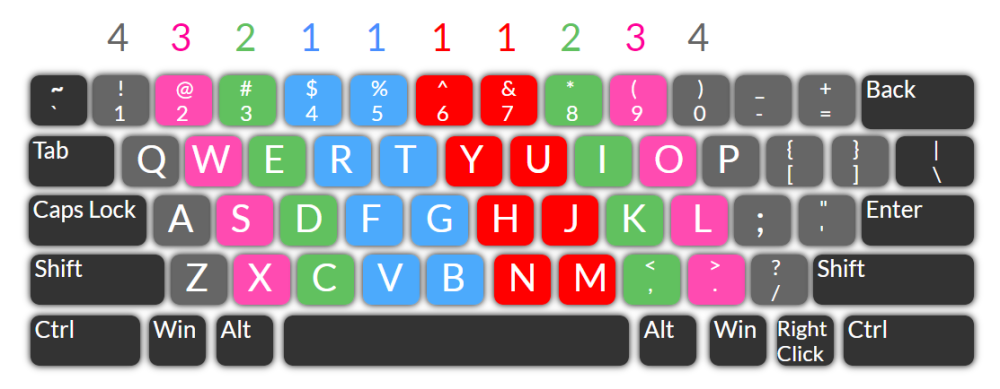 4 3 2 1 1 1 1 2 3 4
~ ! @ # $ % ^ & * ( ) _ + Back
` 1 2 3 4 5 6 7 8 9 0 - =
Tab Q W E R T Y U I O P { } |
[ ] \
Caps Lock A S D F G H J K L ; " Enter
'
Shift Z X C V B N M < > ? Shift
, . /
Ctrl Win Alt Alt Win Right Ctrl
Click